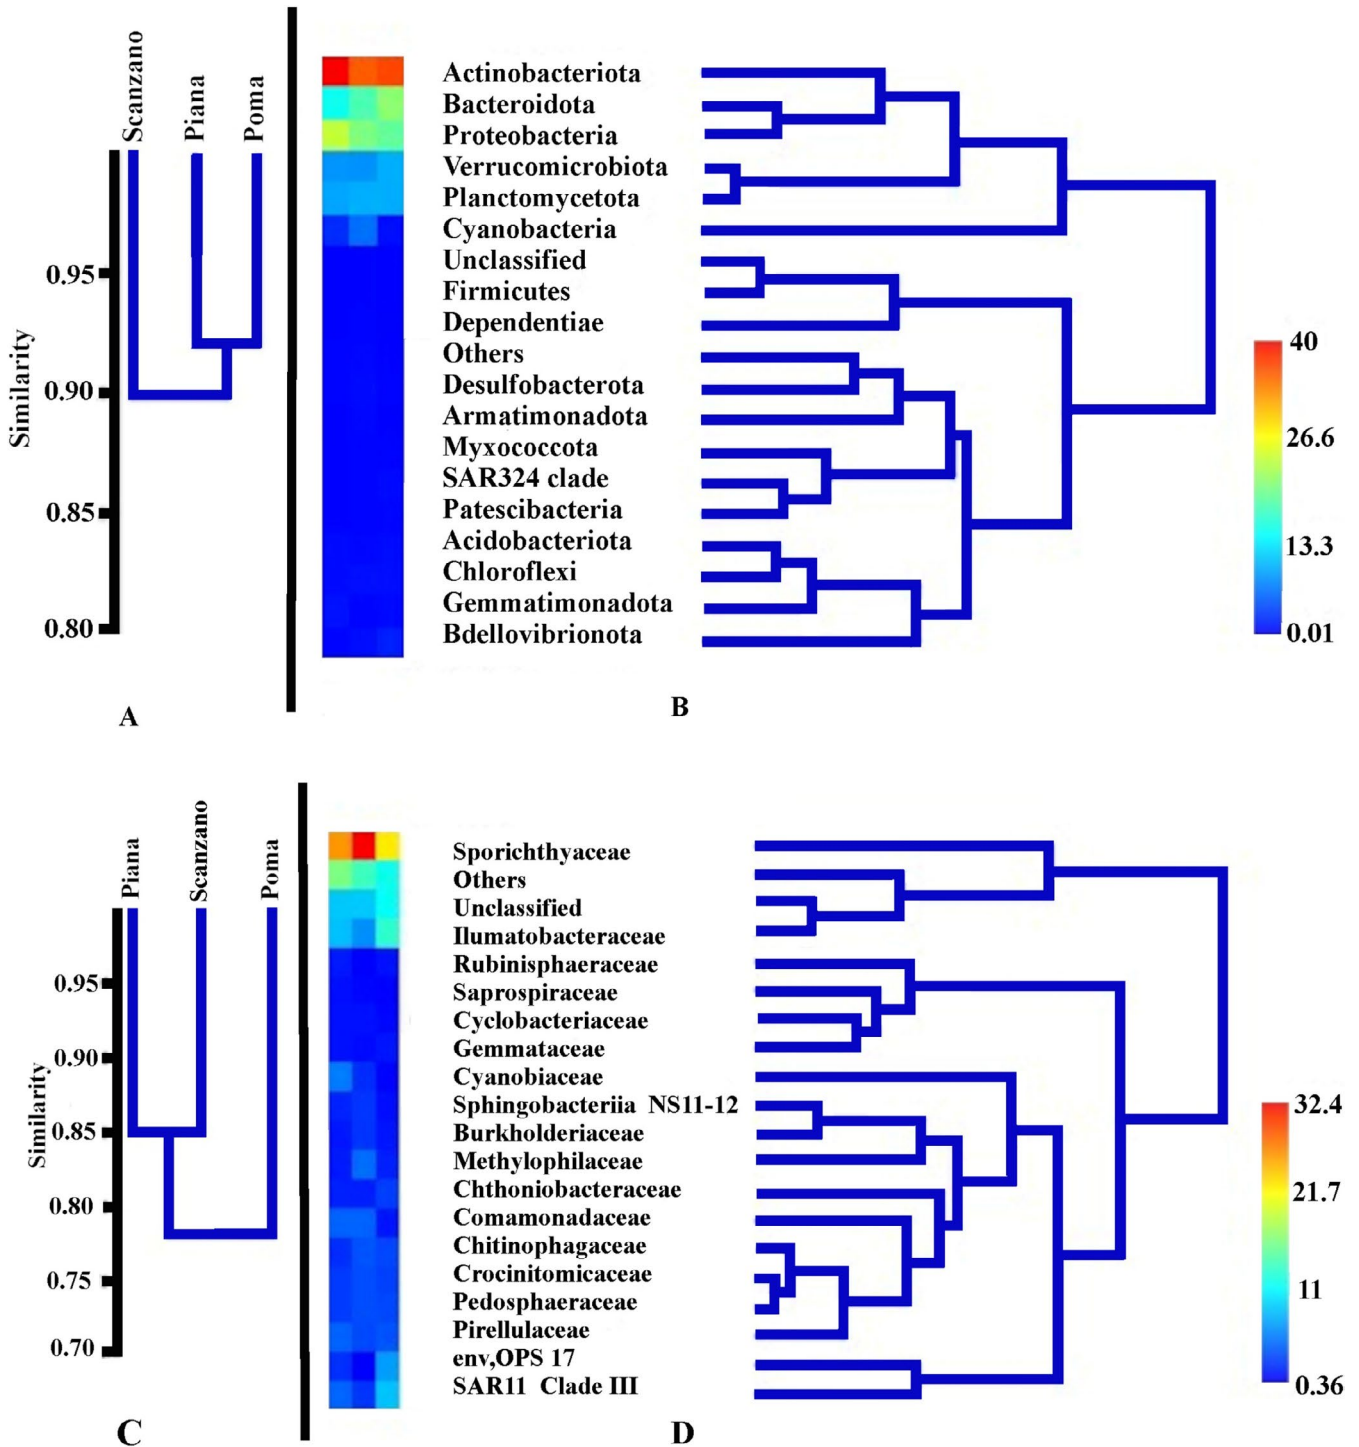 Scanzano
Piana
Poma
Similarity
0.95
0.90
0.85
0.80
A
Actinobacteriota
Bacteroidota
Proteobacteria
Verrucomicrobiota
Planctomycetota
Cyanobacteria
Unclassified
Firmicutes
Dependentiae
Others
Desulfobacterota
Armatimonadota
Myxococcota
SAR324 clade
Patescibacteria
Acidobacteriota
Chloroflexi
Gemmatimonadota
Bdellovibrionota
40
26.6
13.3
0.01
B
Piana
Scanzano
Poma
Similarity
0.95
0.90
0.85
0.80
0.75
0.70
C
Sporichthyaceae
Others
Unclassified
Ilumatobacteraceae
Rubinisphaeraceae
Saprospiraceae
Cyclobacteriaceae
Gemmataceae
Cyanobiaceae
Sphingobacteriia NS11-12
Burkholderiaceae
Methylophilaceae
Chthoniobacteraceae
Comamonadaceae
Chitinophagaceae
Crocinitomicaceae
Pedosphaeraceae
Pirellulaceae
env,OPS 17
SAR11 Clade III
32.4
21.7
11
0.36
D